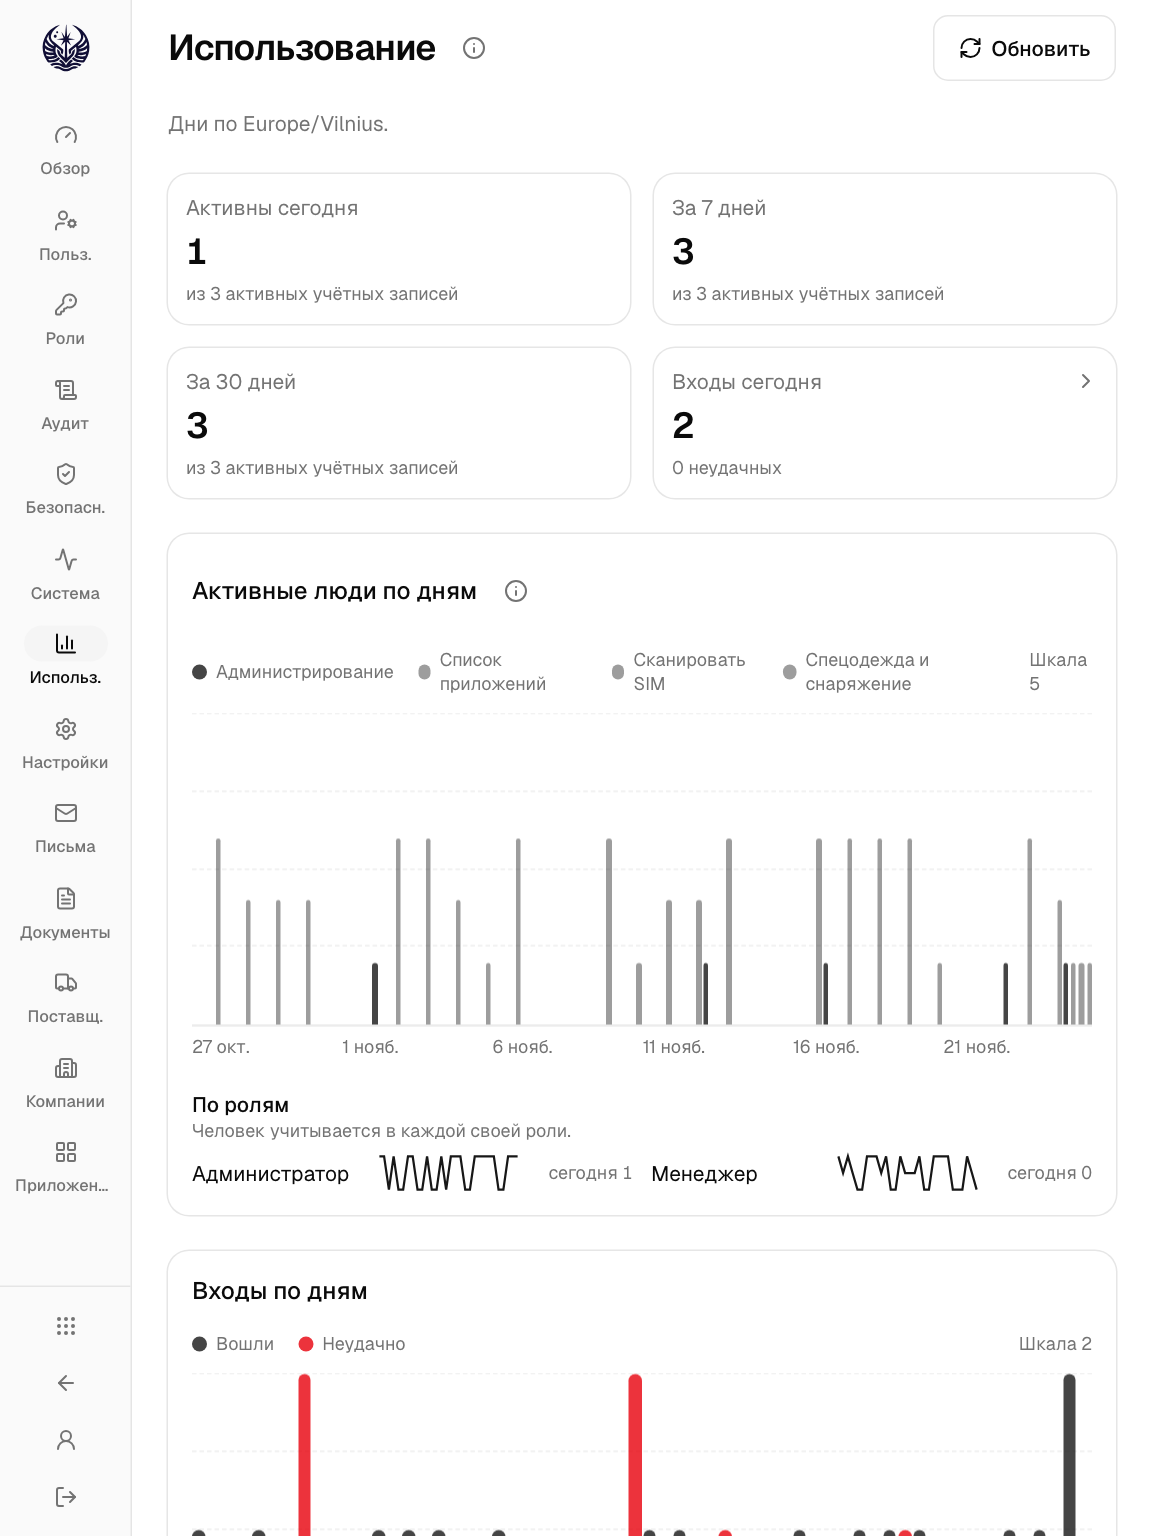 Использование
Обновить
Дни по Europe/Vilnius.
Обзор
Польз.
Роли
Аудит
Безопасн.
Система
Использ.
Настройки
Письма
Документы
Поставщ.
Компании
Приложен...
Активны сегодня
1
из 3 активных учётных записей
За 7 дней
3
из 3 активных учётных записей
За 30 дней
3
из 3 активных учётных записей
Входы сегодня
2
0 неудачных
Активные люди по дням
Администрирование
Список
приложений
Сканировать
SIM
Спецодежда и
снаряжение
Шкала
5
27 окт.
1 нояб.
6 нояб.
11 нояб.
16 нояб.
21 нояб.
По ролям
Человек учитывается в каждой своей роли.
Администратор
сегодня 1
Менеджер
сегодня 0
Входы по дням
Вошли
Неудачно
Шкала 2